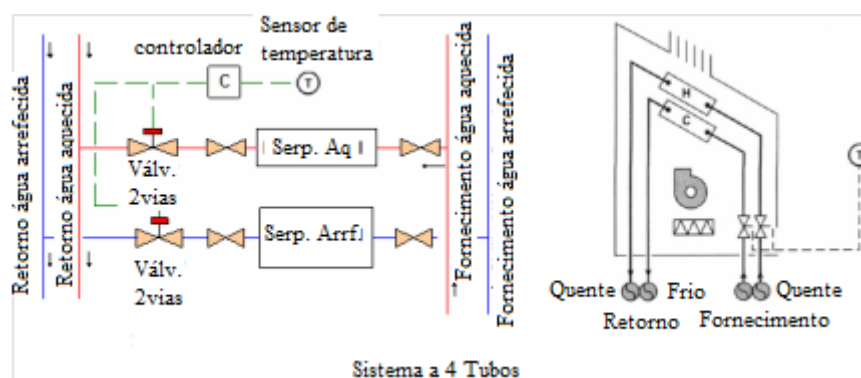 Sensor de
temperatura
controlador
C
T
Retorno água arrefecida
Retorno água aquecida
Serp. Aq
Válv.
2vias
Serp. Arrf.
Válv.
2vias
Fornecimento água aquecida
Fornecimento água arrefecida
H
C
T
Quente
Frio
Quente
Retorno
Fornecimento
Sistema a 4 Tubos